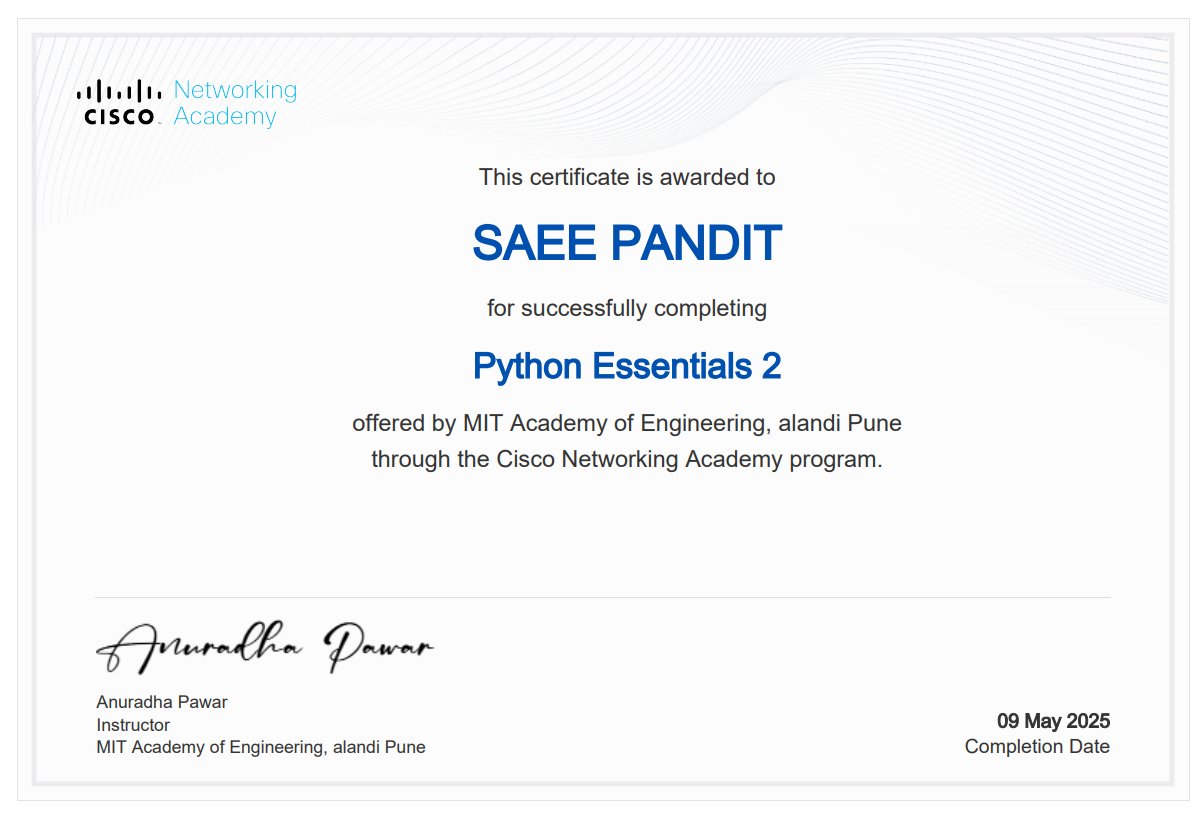 Networking
CISCO Academy
This certificate is awarded to
SAEE PANDIT
for successfully completing
Python Essentials 2
offered by MIT Academy of Engineering, alandi Pune
through the Cisco Networking Academy program.
Anuradha Pawar
Anuradha Pawar
Instructor
MIT Academy of Engineering, alandi Pune
09 May 2025
Completion Date